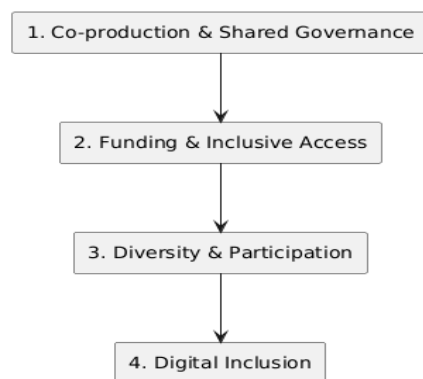 1. Co-production & Shared Governance
2. Funding & Inclusive Access
3. Diversity & Participation
4. Digital Inclusion